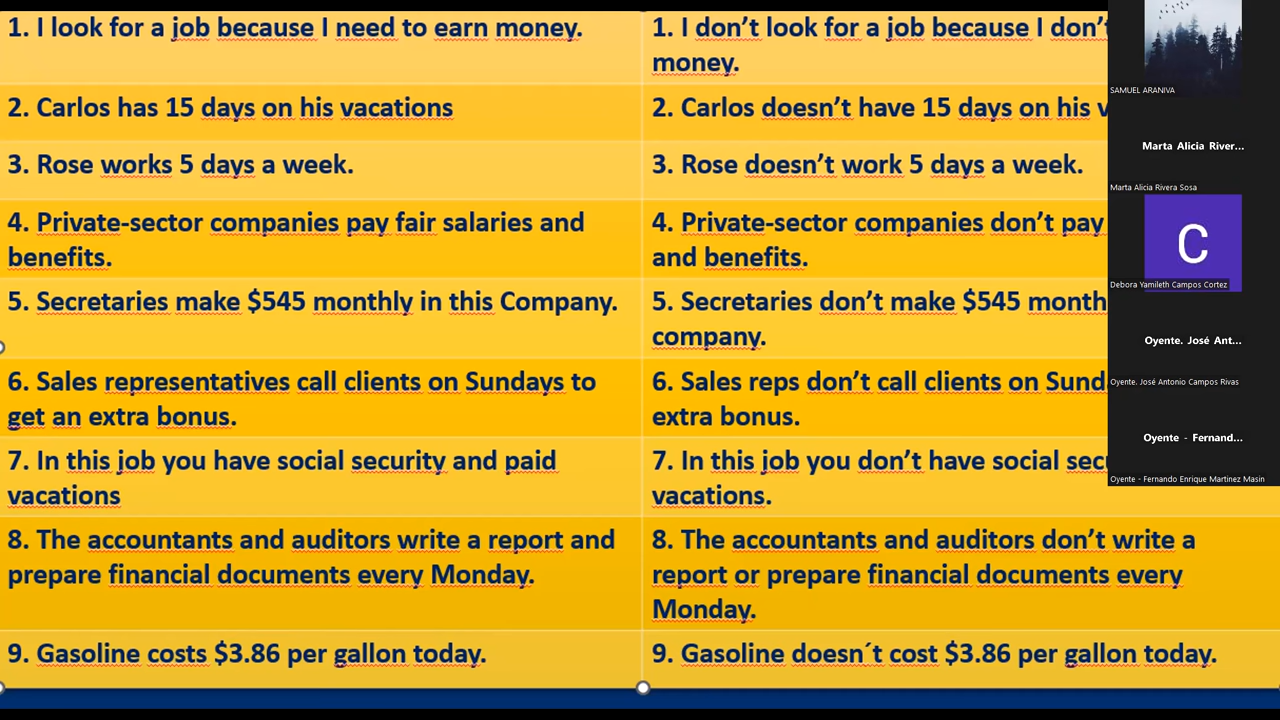 1. I look for a job because I need to earn money.
2. Carlos has 15 days on his vacations
3. Rose works 5 days a week.
4. Private-sector companies pay fair salaries and
benefits.
5. Secretaries make $545 monthly in this Company.
6. Sales representatives call clients on Sundays to
get an extra bonus.
7. In this job you have social security and paid
vacations
8. The accountants and auditors write a report and
prepare financial documents every Monday.
9. Gasoline costs $3.86 per gallon today.
1. I don’t look for a job because I don’t
money.
2. Carlos doesn’t have 15 days on his
3. Rose doesn’t work 5 days a week.
4. Private-sector companies don’t pay
and benefits.
5. Secretaries don’t make $545
company.
6. Sales reps don’t call clients on
extra bonus.
7. In this job you don’t have social
vacations.
8. The accountants and auditors don’t write a
report or prepare financial documents every
Monday.
9. Gasoline doesn´t cost $3.86 per gallon today.
SAMUEL ARANIVA
Marta Alicia River...
Marta Alicia Rivera Sosa
C
Debora Yamileth Campos Cortez
Oyente. José Ant...
Oyente. José Antonio Campos Rivas
Oyente - Fernand...
Oyente - Fernando Enrique Martinez Masin